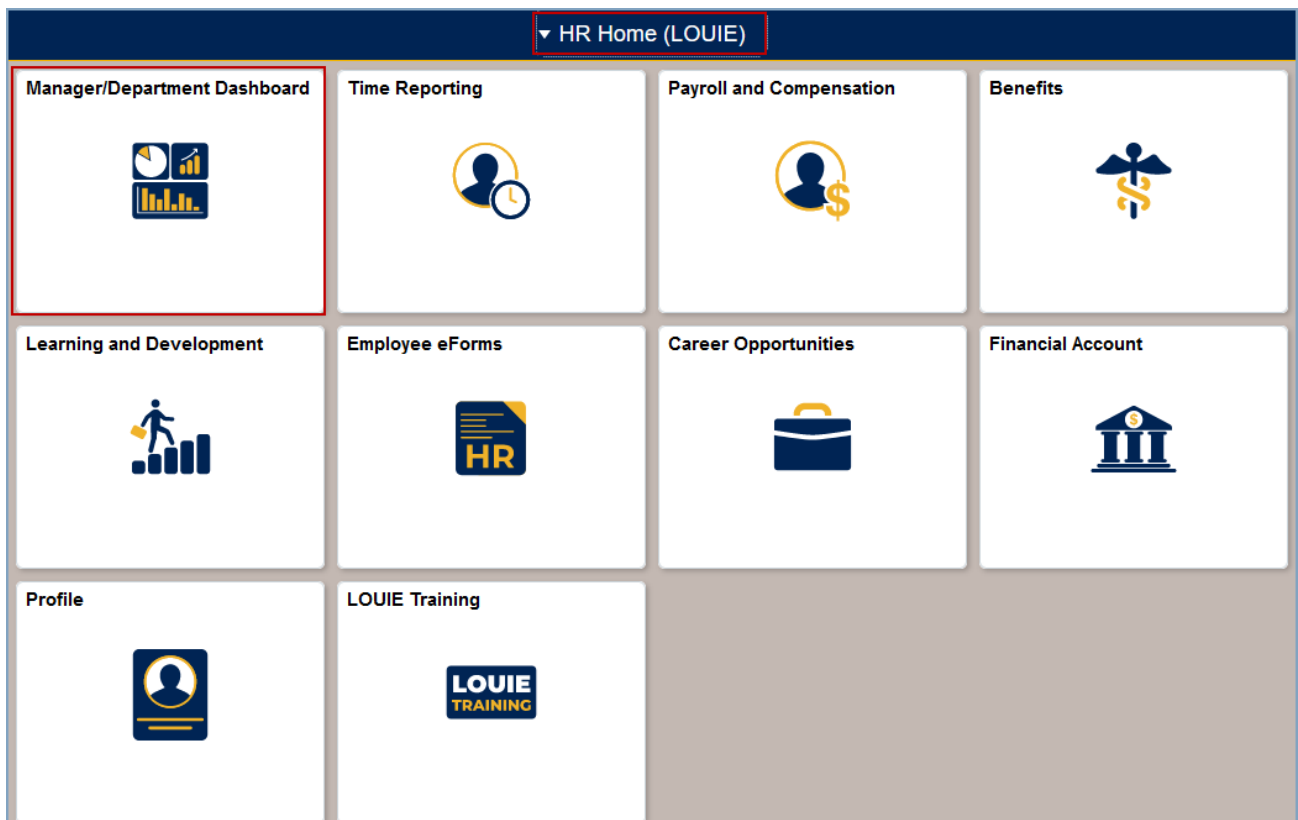 HR Home (LOUIE)
Manager/Department Dashboard
Time Reporting
Payroll and Compensation
Benefits
$
Learning and Development
Employee eForms
Career Opportunities
Financial Account
HR
$
Profile
LOUIE Training
LOUIE
TRAINING